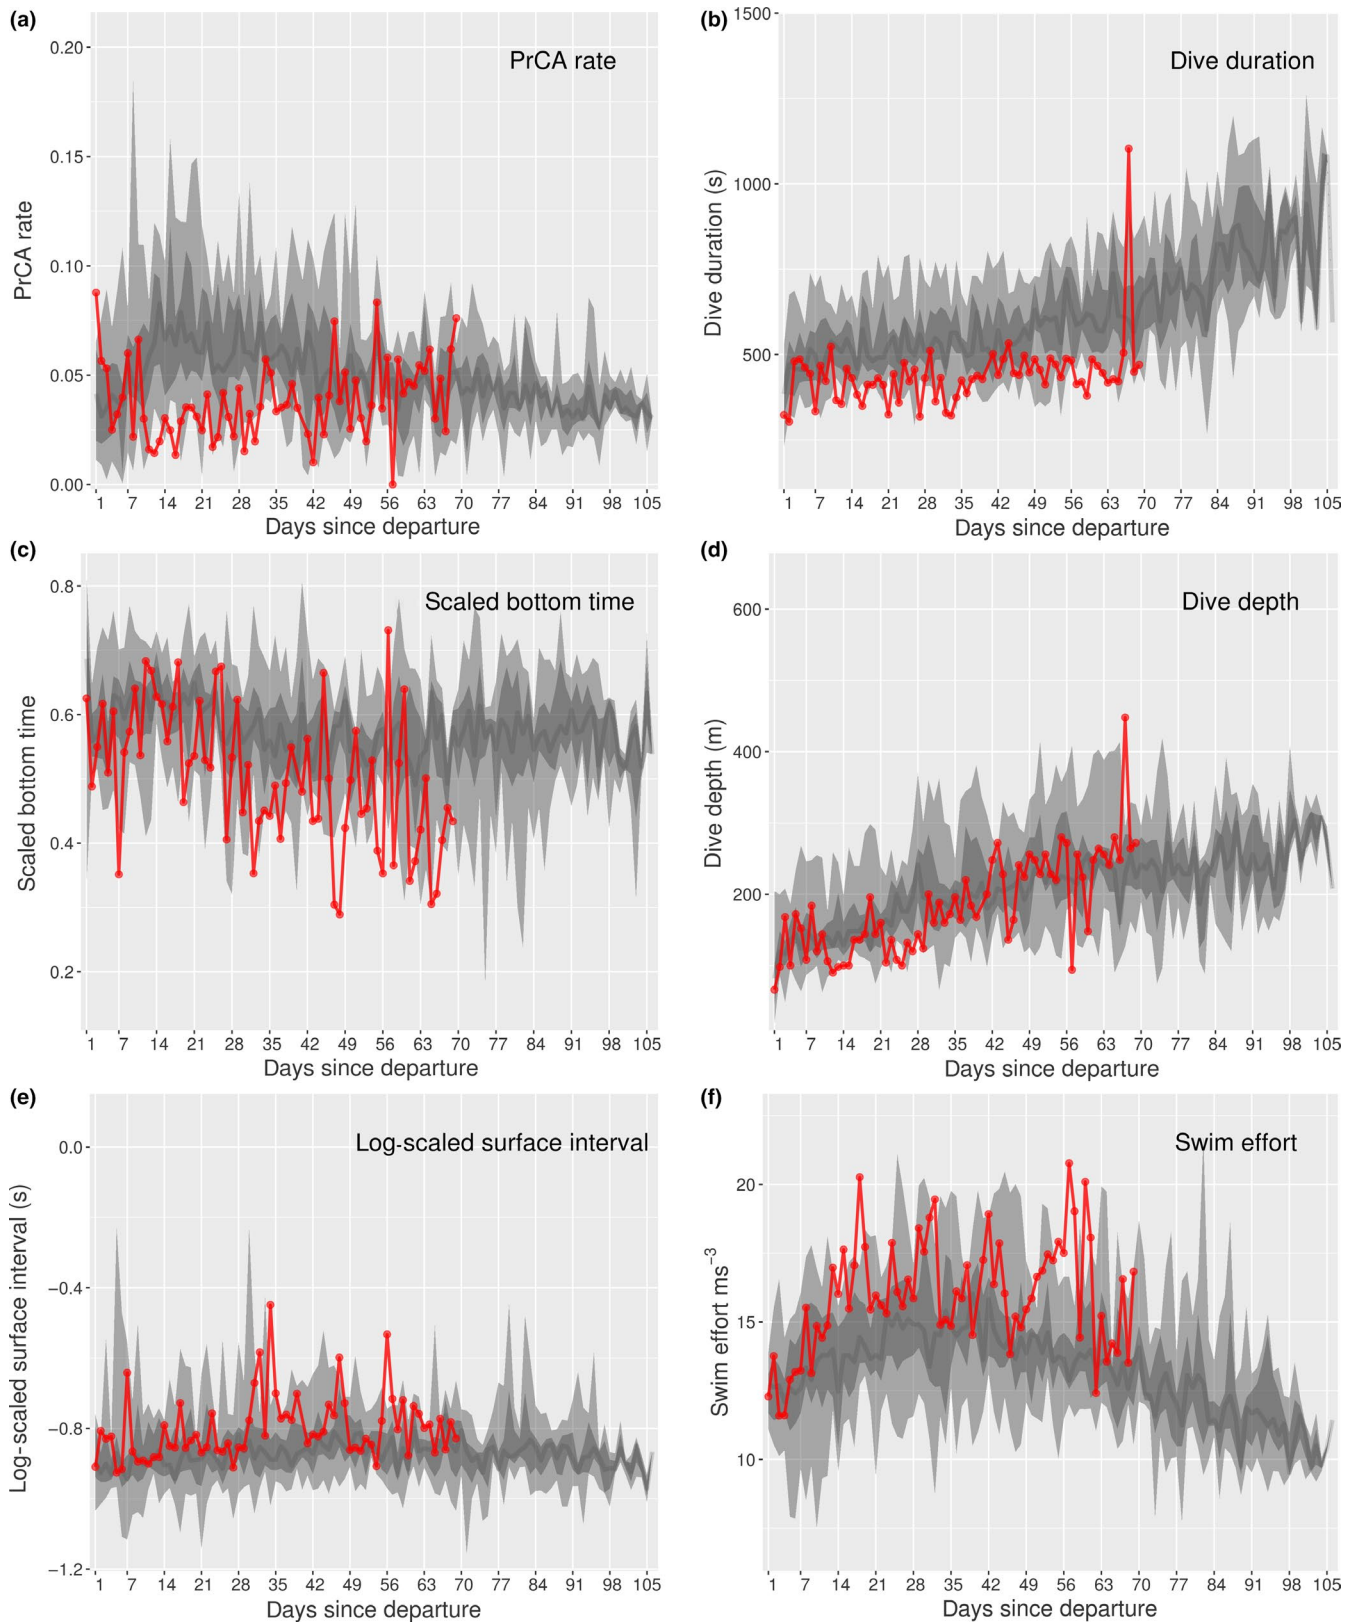 (a)
PrCA rate
PrCA rate
0.20
0.15
0.10
0.05
0.00
1 7 14 21 28 35 42 49 56 63 70 77 84 91 98 105
Days since departure
(b)
Dive duration
Dive duration (s)
1500
1000
500
1 7 14 21 28 35 42 49 56 63 70 77 84 91 98 105
Days since departure
(c)
Scaled bottom time
Scaled bottom time
0.8
0.6
0.4
0.2
1 7 14 21 28 35 42 49 56 63 70 77 84 91 98 105
Days since departure
(d)
Dive depth
Dive depth (m)
600
400
200
1 7 14 21 28 35 42 49 56 63 70 77 84 91 98 105
Days since departure
(e)
Log-scaled surface interval
Log-scaled surface interval (s)
0.0
−0.4
−0.8
−1.2
1 7 14 21 28 35 42 49 56 63 70 77 84 91 98 105
Days since departure
(f)
Swim effort
Swim effort ms⁻³
20
15
10
1 7 14 21 28 35 42 49 56 63 70 77 84 91 98 105
Days since departure